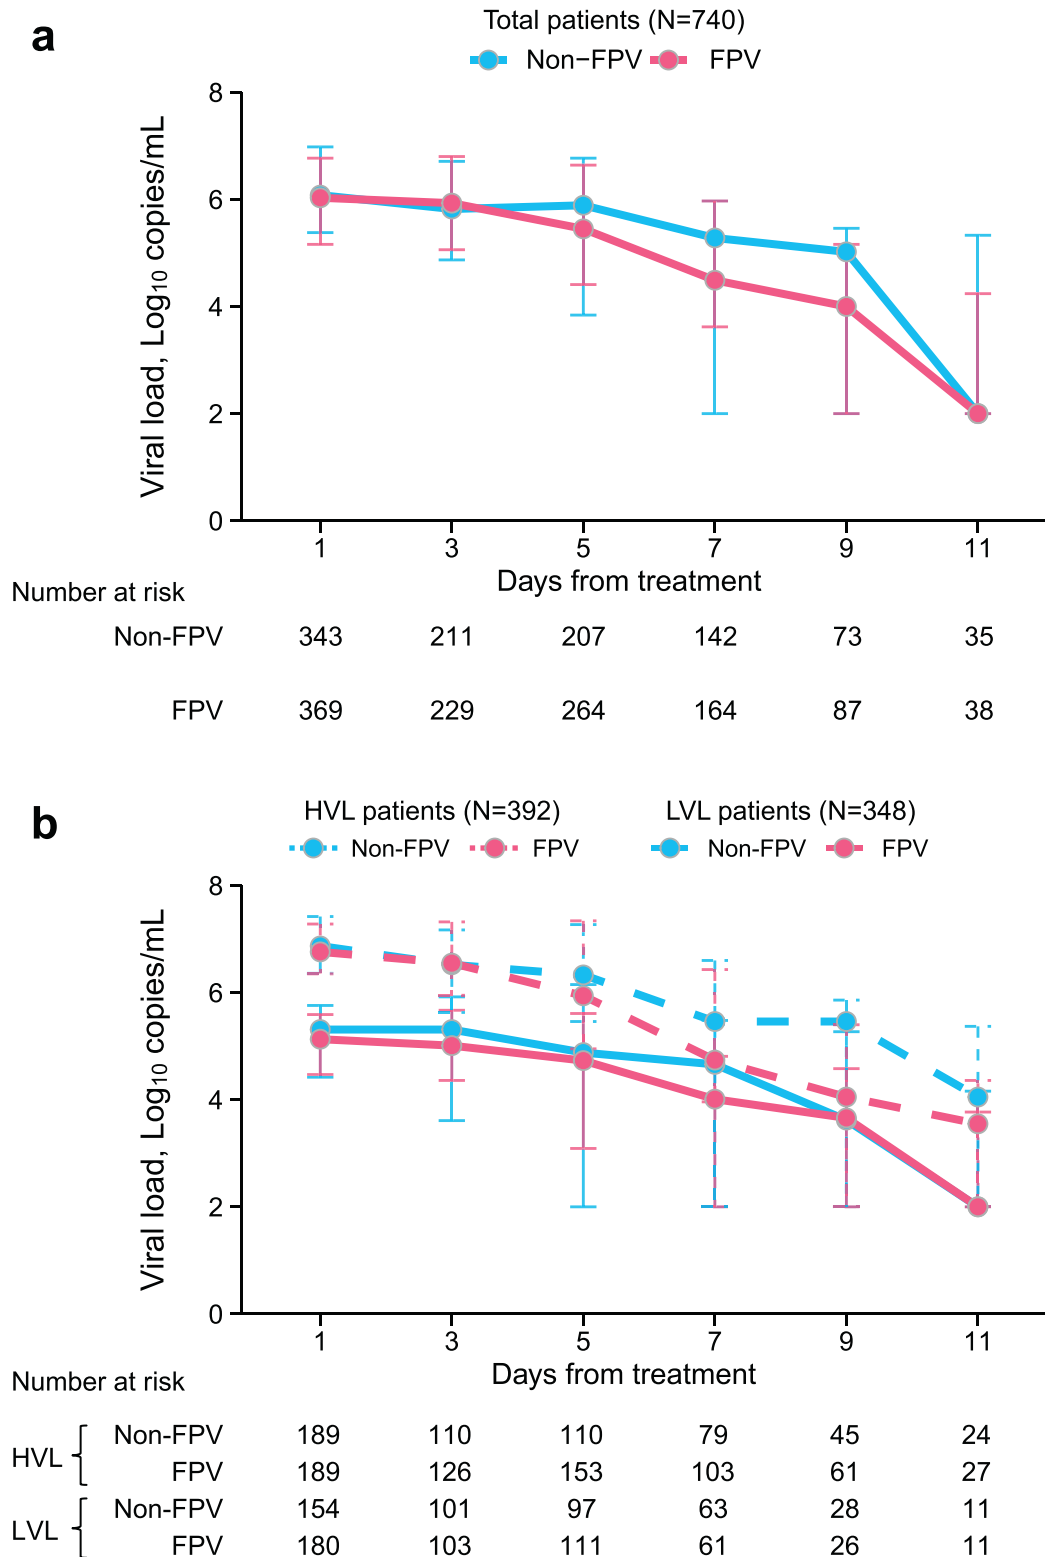 a
Total patients (N=740)
Non−FPV FPV
Viral load, Log10 copies/mL
8
6
4
2
0
1 3 5 7 9 11
Days from treatment
Number at risk
Non-FPV 343 211 207 142 73 35
FPV 369 229 264 164 87 38
b
HVL patients (N=392) LVL patients (N=348)
Non-FPV FPV Non-FPV FPV
Viral load, Log10 copies/mL
8
6
4
2
0
1 3 5 7 9 11
Days from treatment
Number at risk
HVL
Non-FPV 189 110 110 79 45 24
FPV 189 126 153 103 61 27
LVL
Non-FPV 154 101 97 63 28 11
FPV 180 103 111 61 26 11